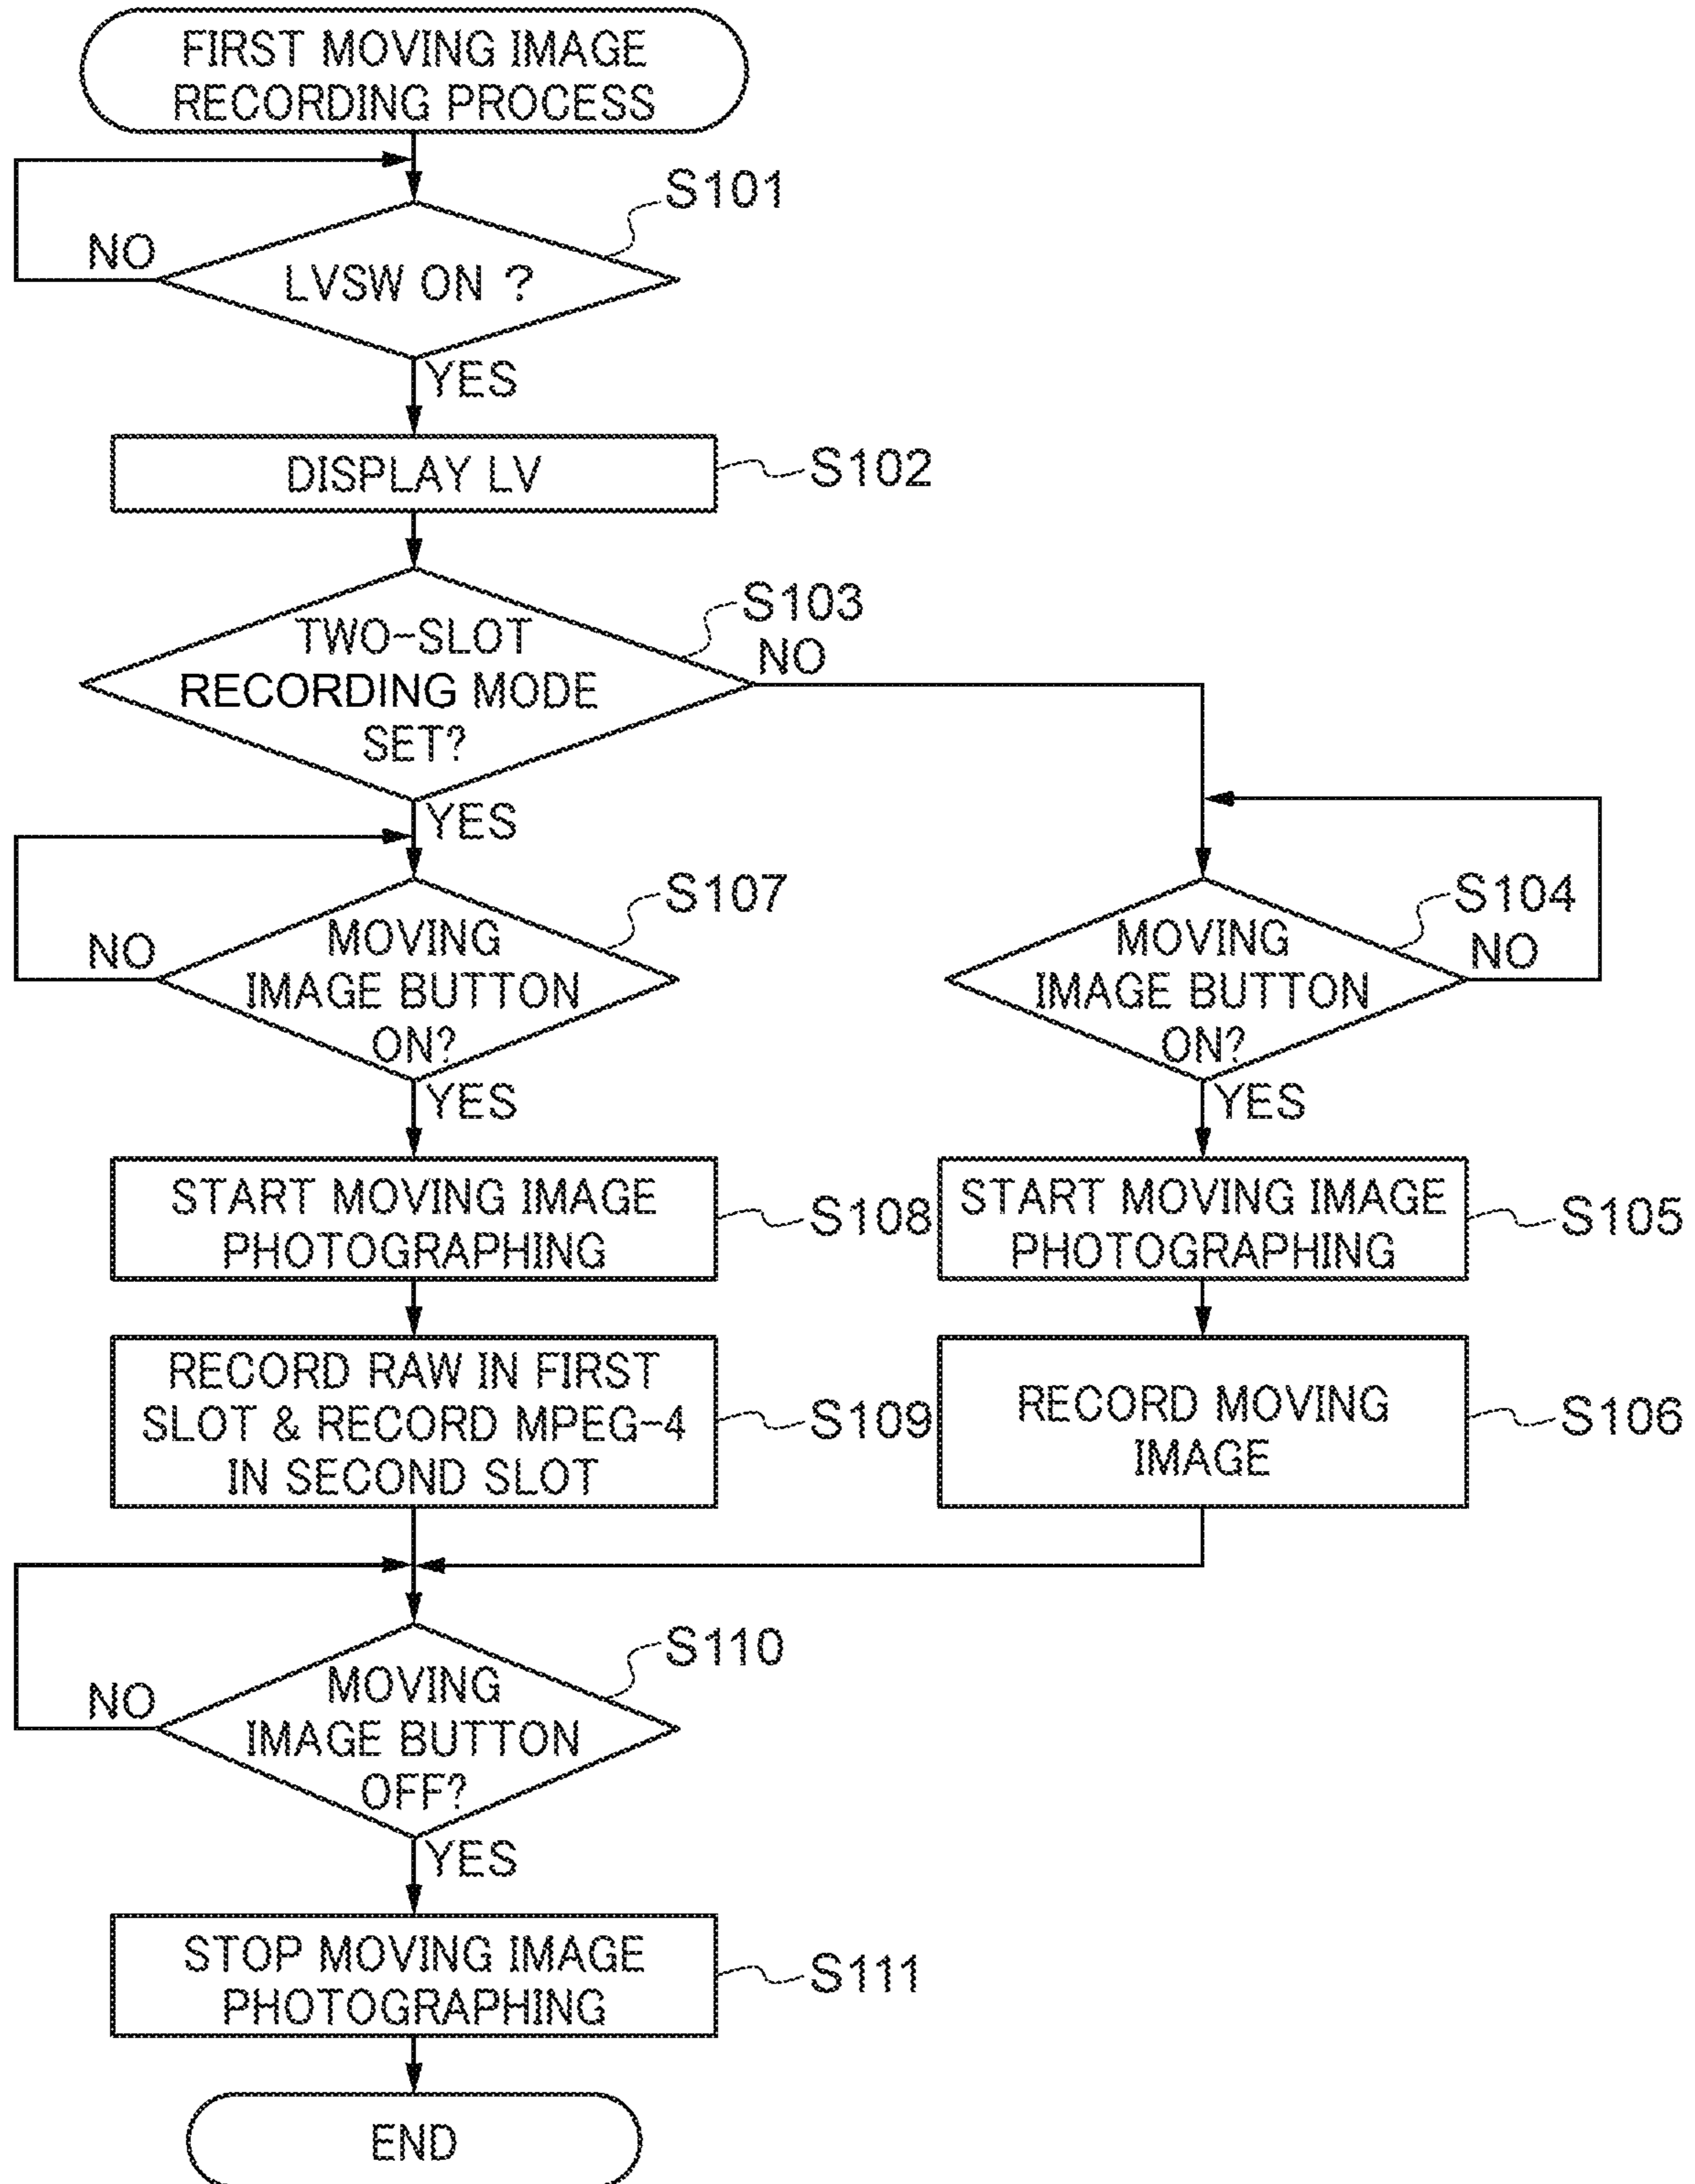 FIRST MOVING IMAGE
RECORDING PROCESS
S101
NO
LVSW ON ?
YES
DISPLAY LV
S102
S103
TWO-SLOT
RECORDING MODE
SET?
NO
YES
S107
MOVING
IMAGE BUTTON
ON?
NO
YES
S104
MOVING
IMAGE BUTTON
ON?
NO
YES
START MOVING IMAGE
PHOTOGRAPHING
S108
START MOVING IMAGE
PHOTOGRAPHING
S105
RECORD RAW IN FIRST
SLOT & RECORD MPEG-4
IN SECOND SLOT
S109
RECORD MOVING
IMAGE
S106
S110
MOVING
IMAGE BUTTON
OFF?
NO
YES
STOP MOVING IMAGE
PHOTOGRAPHING
S111
END